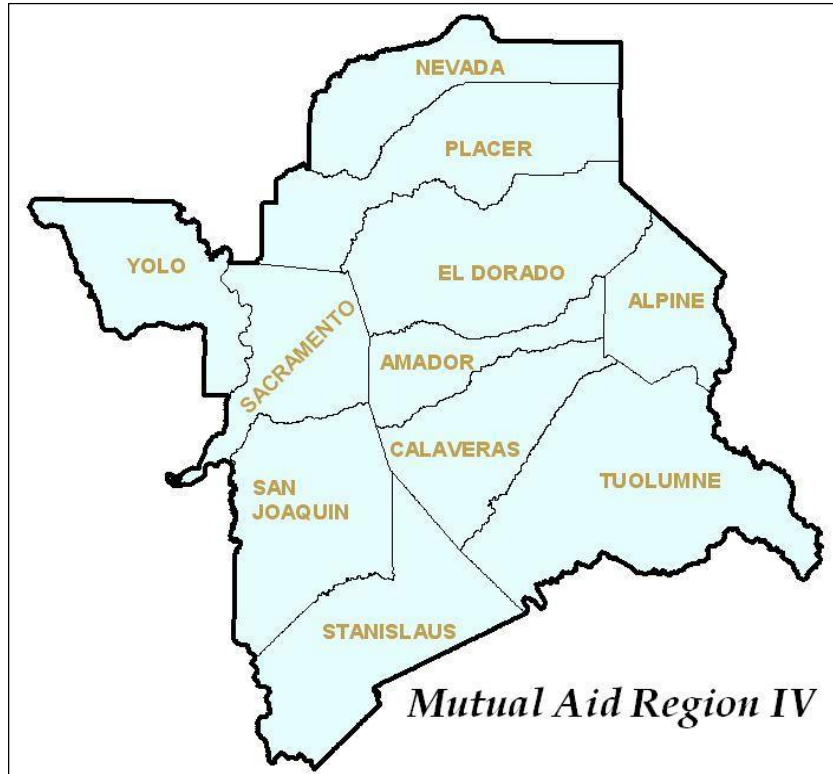 NEVADA
PLACER
YOLO
EL DORADO
ALPINE
SACRAMENTO
AMADOR
CALAVERAS
TUOLUMNE
SAN
JOAQUIN
STANISLAUS
Mutual Aid Region IV